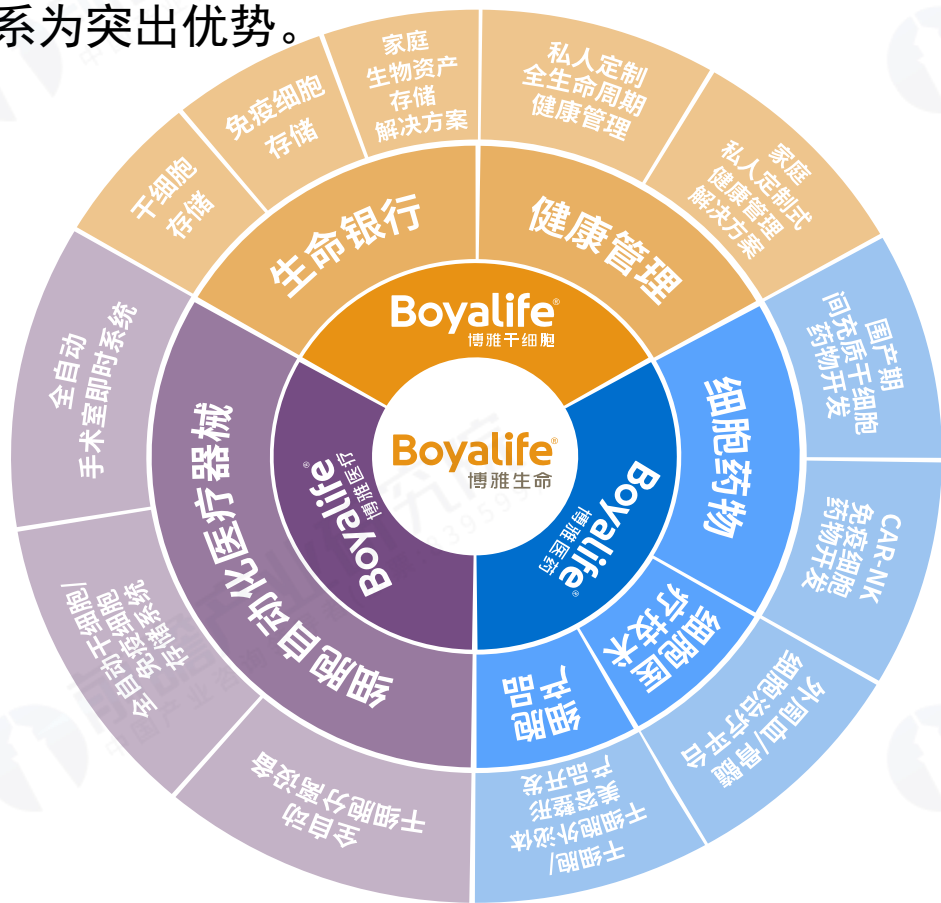 系为突出优势。
家庭
生物资产
存储
解决方案
私人定制
全生命周期
健康管理
免疫细胞
存储
干细胞
存储
家庭
私人定制式
健康管理
解决方案
生命银行
健康管理
Boyalife®
博雅干细胞
Boyalife®
博雅生命
Boyalife®
博雅医疗
Boyalife®
博雅医药
全自动
手术室即时系统
围产期
间充质干细胞
药物开发
细胞自动化医疗器械
细胞药物
CAR-NK
免疫细胞
药物开发
全自动干细胞/
免疫细胞
存储系统
细胞医
疗技术
外周血/骨髓
细胞治疗平台
细胞
产品
全自动
干细胞分离设备
干细胞/
干细胞外泌体
美容整形
产品开发